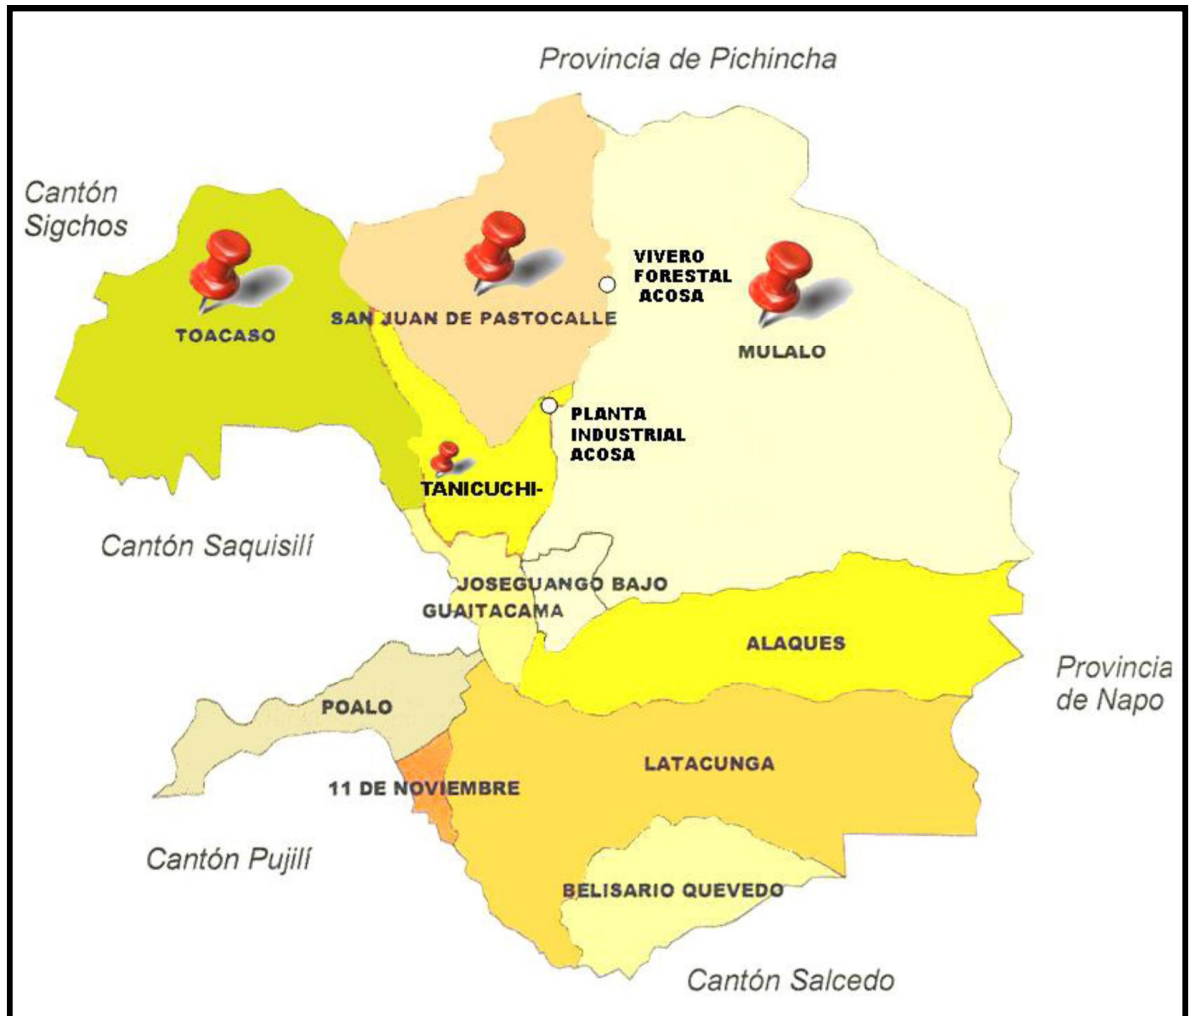 Provincia de Pichincha
Cantón
Sigchos
VIVERO
FORESTAL
ACOSA
SAN JUAN DE PASTOCALLE
TOACASO
MULALO
PLANTA
INDUSTRIAL
ACOSA
TANICUCHI-
Cantón Saquisilí
JOSEGUANGO BAJO
GUAITACAMA
ALAQUES
Provincia
de Napo
POALO
LATACUNGA
11 DE NOVIEMBRE
Cantón Pujilí
BELISARIO QUEVEDO
Cantón Salcedo